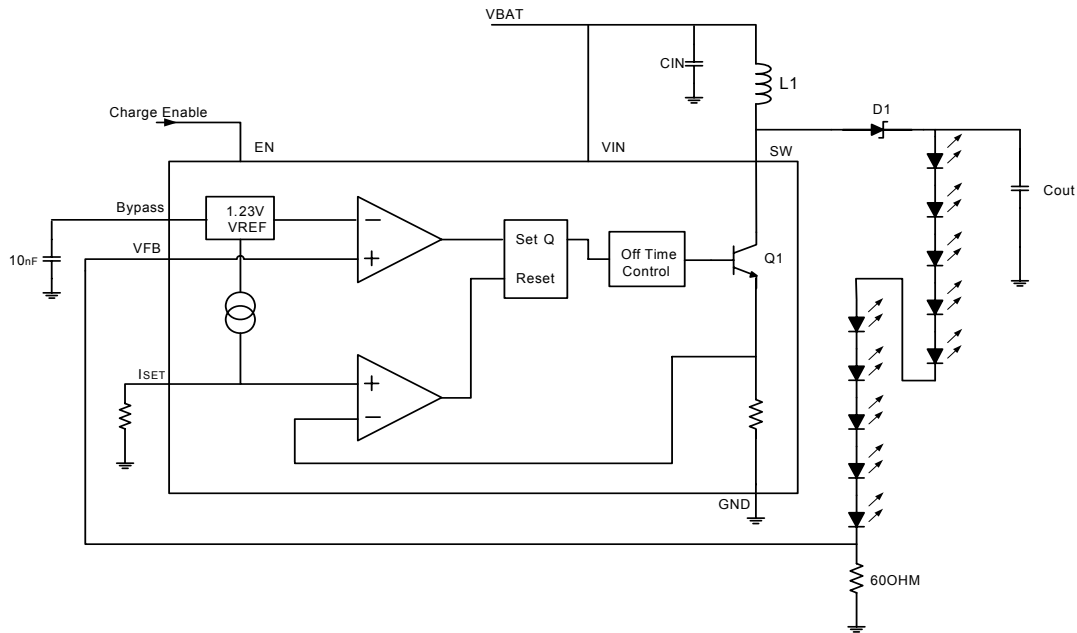 VBAT
CIN
L1
Charge Enable
D1
EN
VIN
SW
Cout
Bypass
1.23V
VREF
VFB
10nF
Set Q
Reset
Off Time
Control
Q1
ISET
GND
60OHM